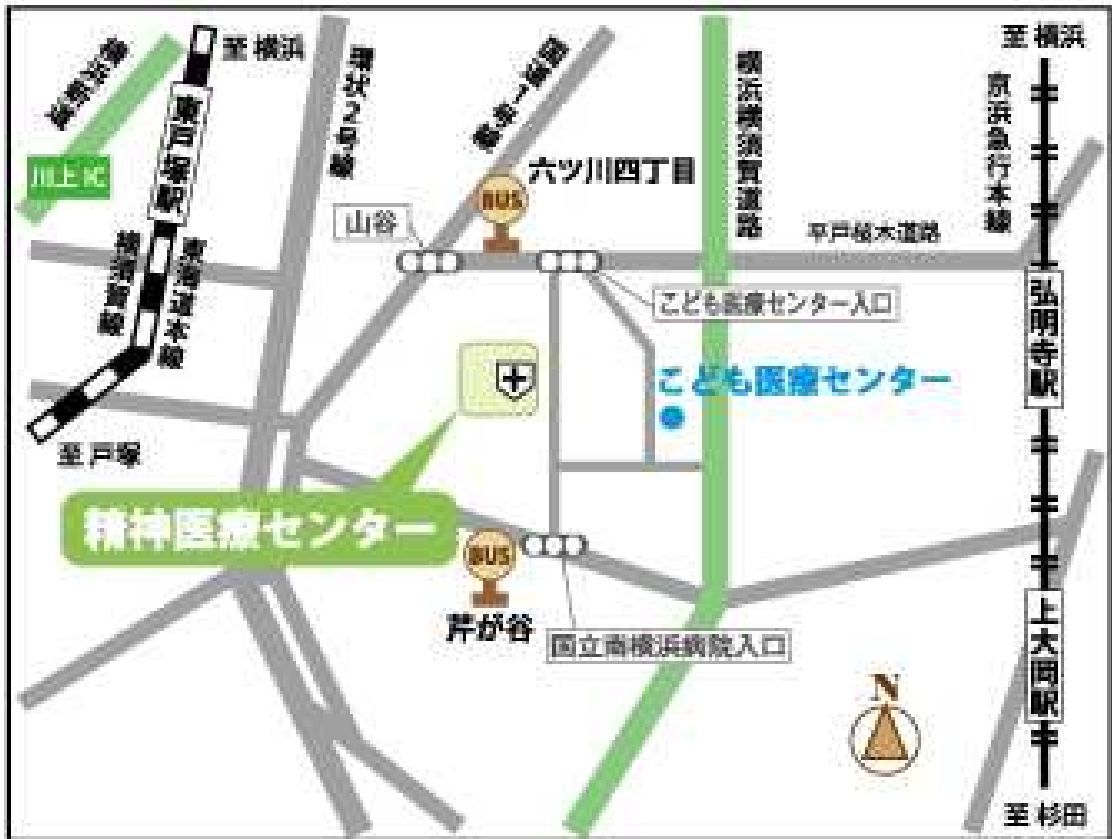 至 横浜
至 横浜
横浜新道
環状2号線
国道1号線
横浜横須賀道路
京浜急行本線
東戸塚駅
六ツ川四丁目
川上 IC
BUS
山谷
平戸桜木道路
東海道本線
横須賀線
こども医療センター入口
弘明寺駅
こども医療センター
至 戸塚
精神医療センター
BUS
芹が谷
国立南横浜病院入口
上大岡駅
N
至 杉田